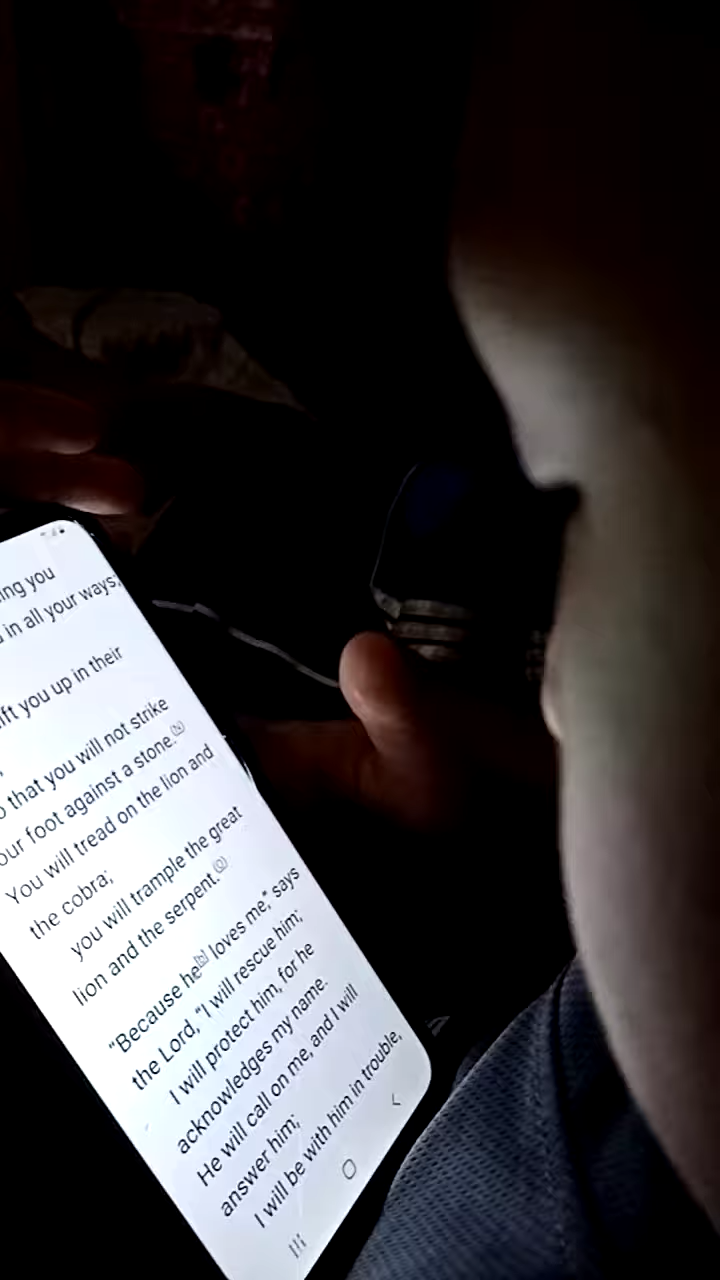 ing you
in all your ways;
ift you up in their
that you will not strike
our foot against a stone.[N]
You will tread on the lion and
the cobra;
you will trample the great
lion and the serpent.[O]
"Because he[b] loves me," says
the Lord, "I will rescue him;
I will protect him, for he
acknowledges my name.
He will call on me, and I will
answer him;
I will be with him in trouble,